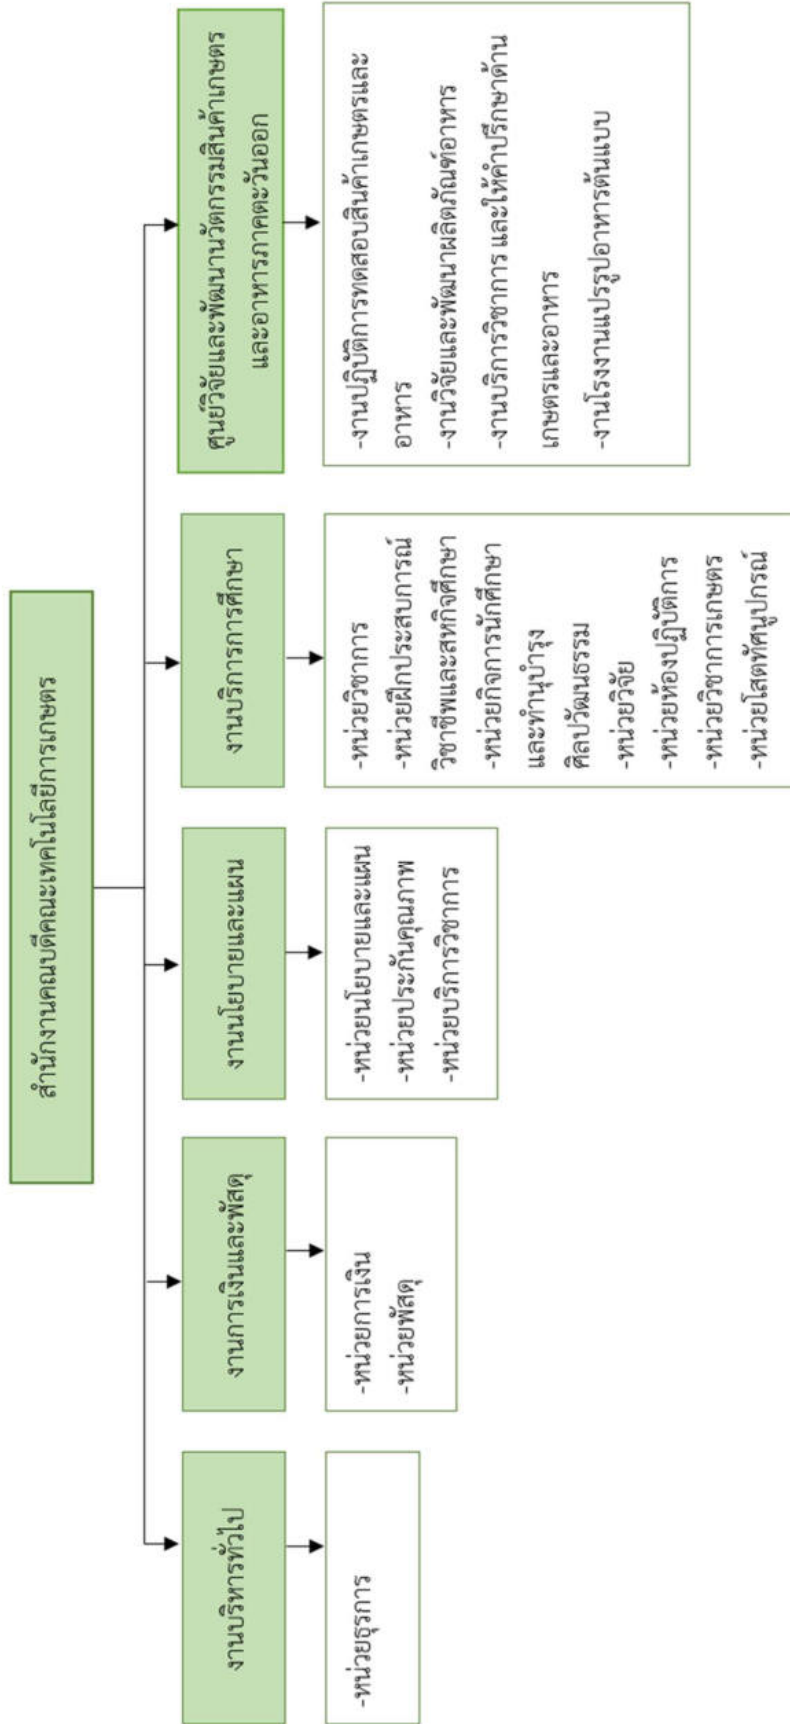 สำนักงานคณบดีคณะเทคโนโลยีการเกษตร
งานบริหารทั่วไป
-หน่วยธุรการ
งานการเงินและพัสดุ
-หน่วยการเงิน
-หน่วยพัสดุ
งานนโยบายและแผน
-หน่วยนโยบายและแผน
-หน่วยประกันคุณภาพ
-หน่วยบริการวิชาการ
งานบริการการศึกษา
-หน่วยวิชาการ
-หน่วยฝึกประสบการณ์
วิชาชีพและสหกิจศึกษา
-หน่วยกิจการนักศึกษา
และทำนุบำรุง
ศิลปวัฒนธรรม
-หน่วยวิจัย
-หน่วยห้องปฏิบัติการ
-หน่วยวิชาการเกษตร
-หน่วยโสตทัศนูปกรณ์
ศูนย์วิจัยและพัฒนานวัตกรรมสินค้าเกษตร
และอาหารภาคตะวันออก
-งานปฏิบัติการทดสอบสินค้าเกษตรและ
อาหาร
-งานวิจัยและพัฒนาผลิตภัณฑ์อาหาร
-งานบริการวิชาการ และให้คำปรึกษาด้าน
เกษตรและอาหาร
-งานโรงงานแปรรูปอาหารต้นแบบ